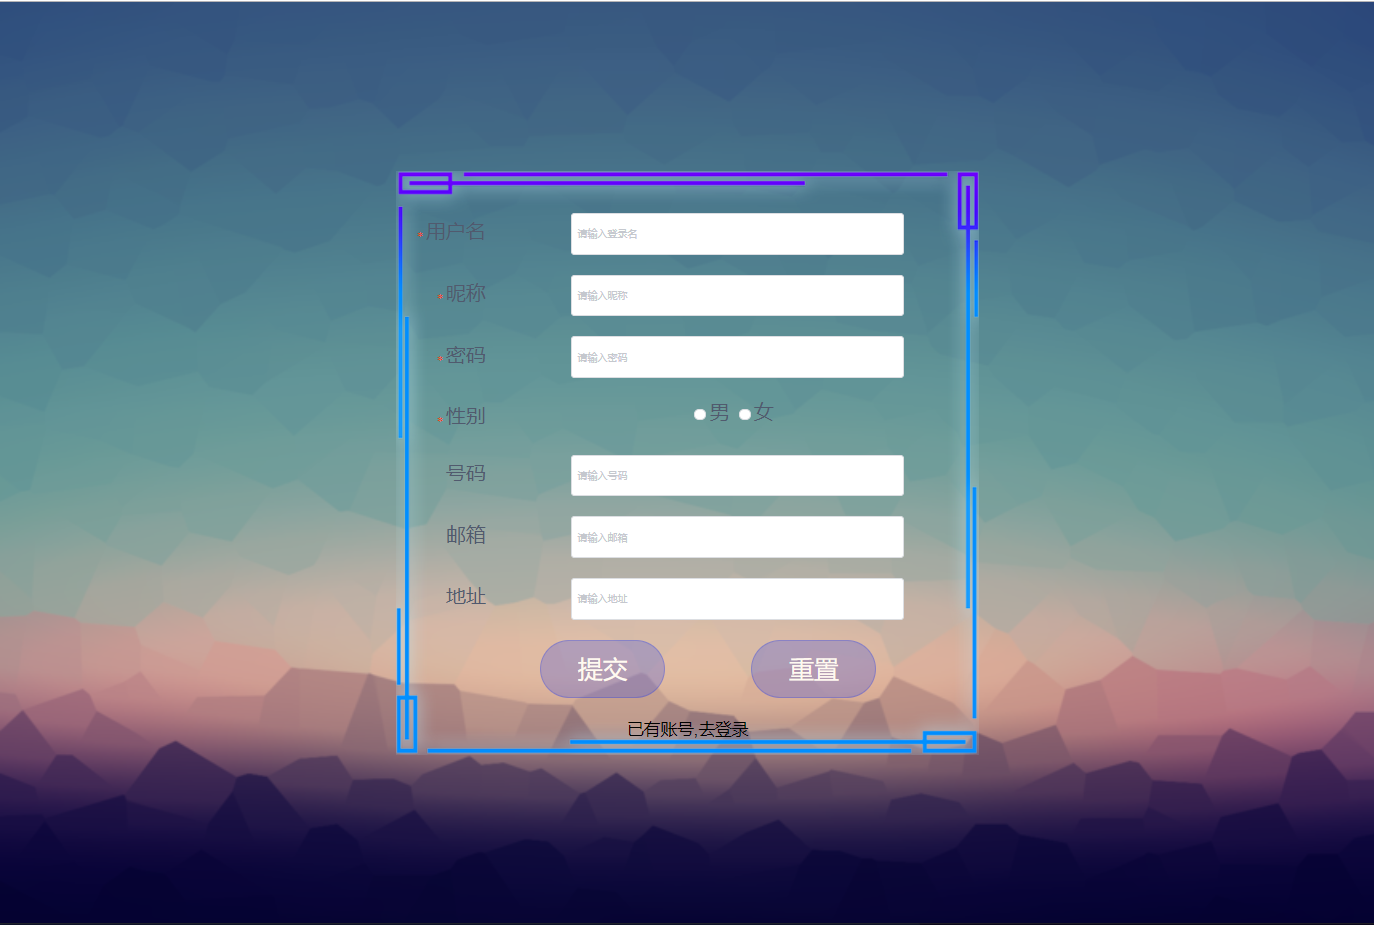 *用户名 请输入登录名
*昵称 请输入昵称
*密码 请输入密码
*性别 男 女
号码 请输入号码
邮箱 请输入邮箱
地址 请输入地址
提交 重置
已有账号,去登录